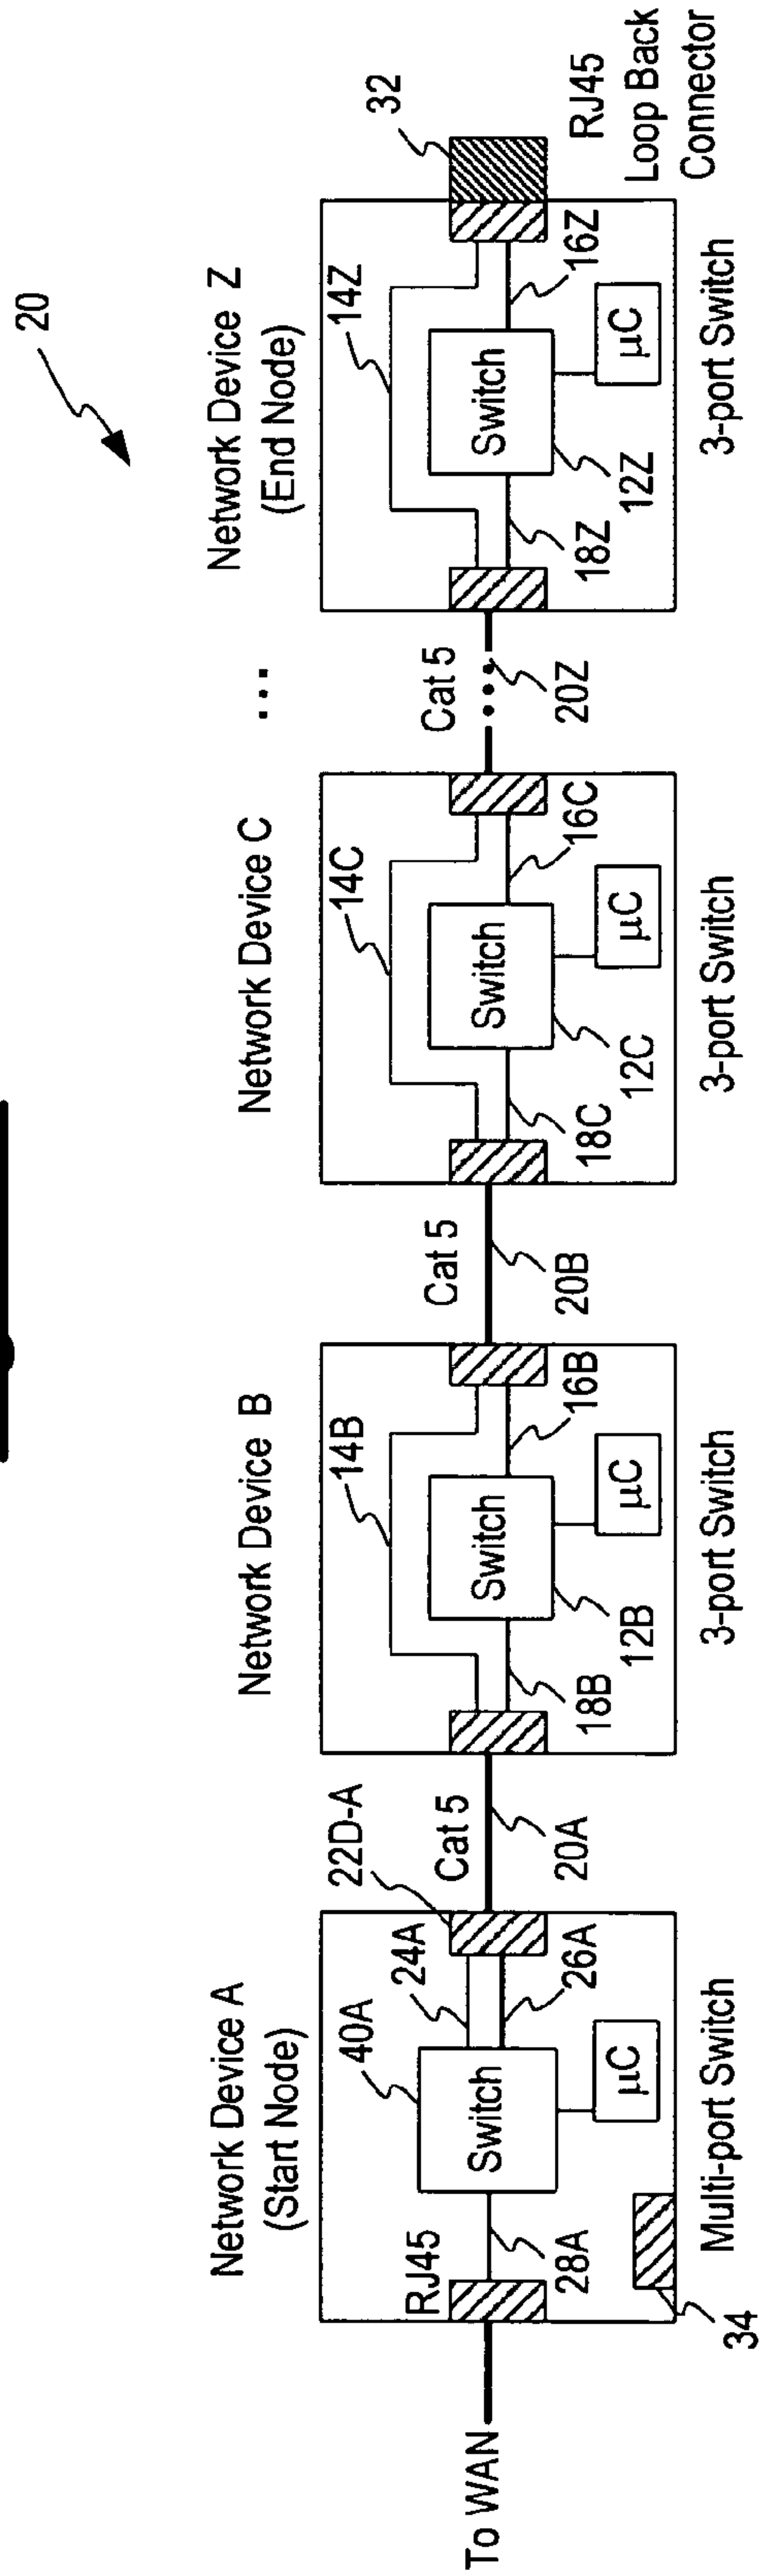 20
Network Device A
(Start Node)
Network Device B
Network Device C
...
Network Device Z
(End Node)
40A
22D-A
14B
14C
14Z
32
24A
RJ45
Cat 5
Cat 5
Cat 5
To WAN
Switch
Switch
Switch
Switch
28A
26A
20A
18B
16B
20B
18C
16C
20Z
18Z
16Z
RJ45
Loop Back
Connector
µC
12B
µC
12C
µC
12Z
µC
34
Multi-port Switch
3-port Switch
3-port Switch
3-port Switch